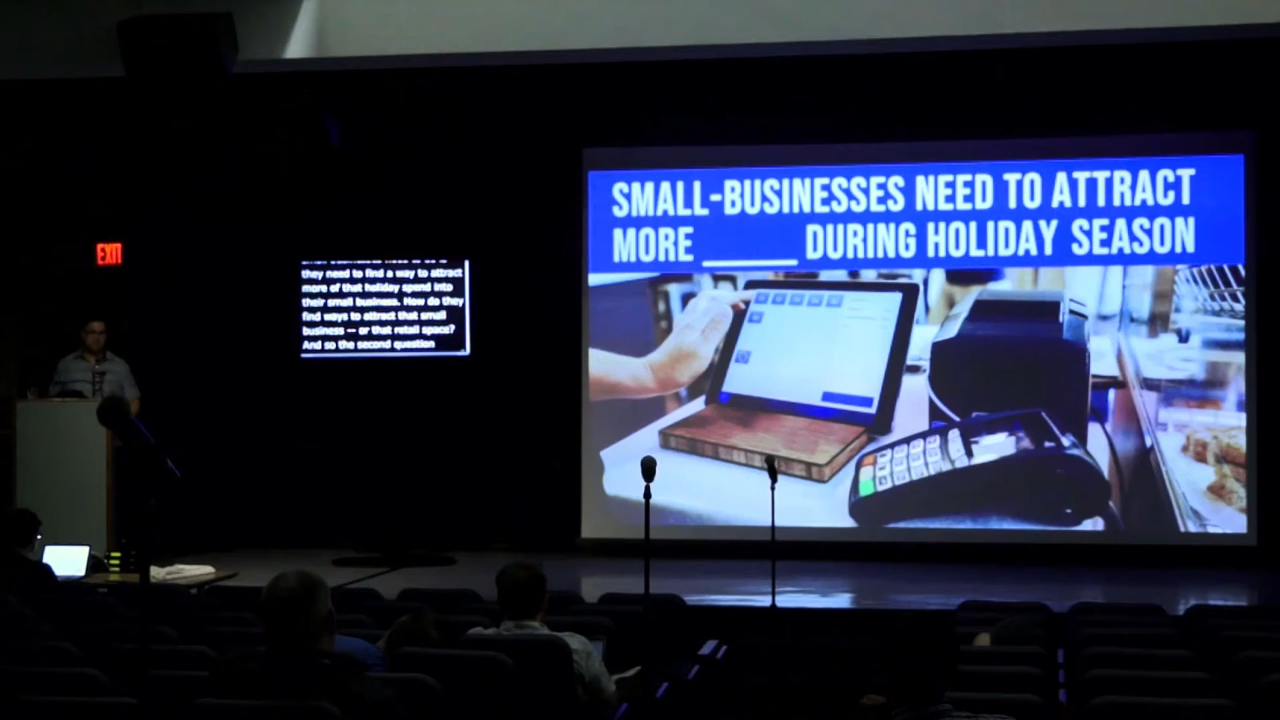 SMALL-BUSINESSES NEED TO ATTRACT
MORE _____ DURING HOLIDAY SEASON
EXIT
they need to find a way to attract
more of that holiday spend into
their small business. How do they
find ways to attract that small
business -- or that retail space?
And so the second question